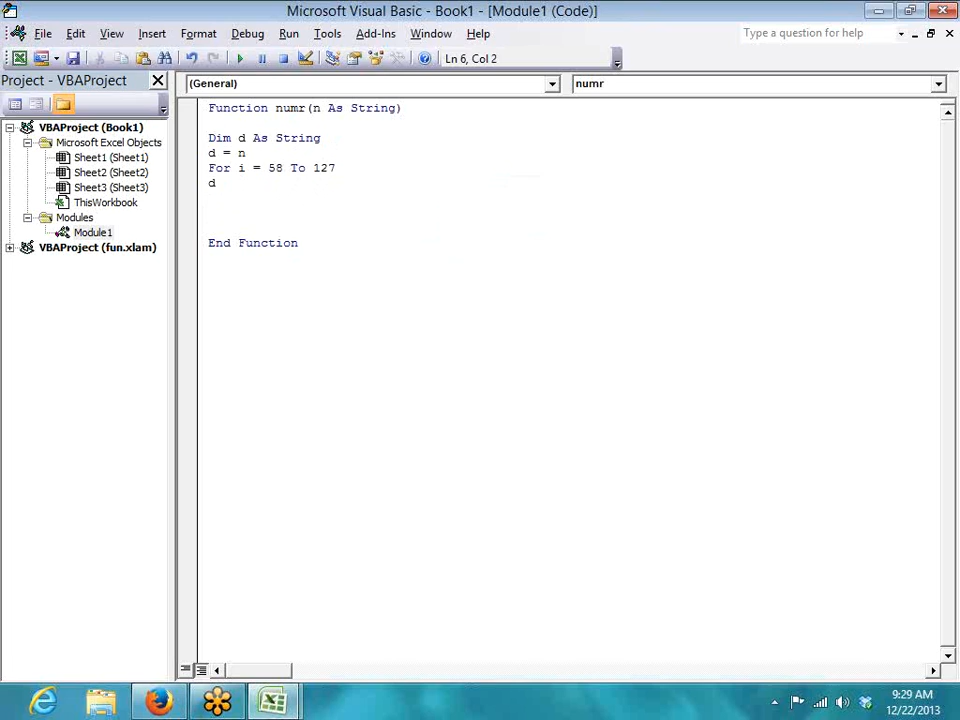 Microsoft Visual Basic - Book1 - [Module1 (Code)]
File Edit View Insert Format Debug Run Tools Add-Ins Window Help
Type a question for help
Ln 6, Col 2
Project - VBAProject
(General)
numr
VBAProject (Book1)
Microsoft Excel Objects
Sheet1 (Sheet1)
Sheet2 (Sheet2)
Sheet3 (Sheet3)
ThisWorkbook
Modules
Module1
VBAProject (fun.xlam)
Function numr(n As String)
Dim d As String
d = n
For i = 58 To 127
d
End Function
9:29 AM
12/22/2013